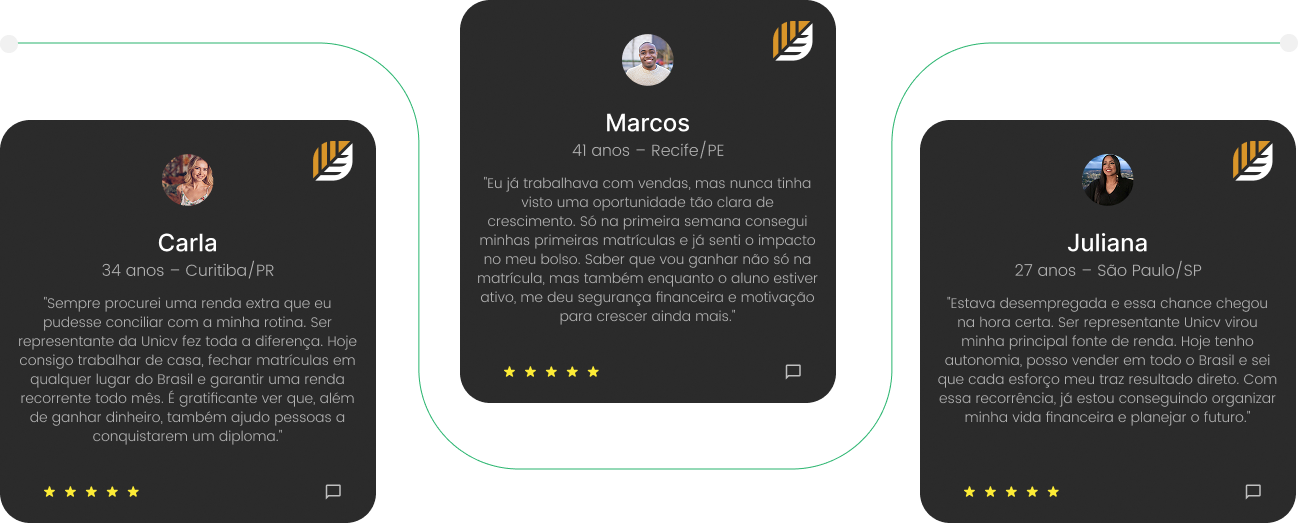 Carla
34 anos – Curitiba/PR
"Sempre procurei uma renda extra que eu
pudesse conciliar com a minha rotina. Ser
representante da Unicv fez toda a diferença. Hoje
consigo trabalhar de casa, fechar matrículas em
qualquer lugar do Brasil e garantir uma renda
recorrente todo mês. É gratificante ver que, além
de ganhar dinheiro, também ajudo pessoas a
conquistarem um diploma."
Marcos
41 anos – Recife/PE
"Eu já trabalhava com vendas, mas nunca tinha
visto uma oportunidade tão clara de
crescimento. Só na primeira semana consegui
minhas primeiras matrículas e já senti o impacto
no meu bolso. Saber que vou ganhar não só na
matrícula, mas também enquanto o aluno estiver
ativo, me deu segurança financeira e motivação
para crescer ainda mais."
Juliana
27 anos – São Paulo/SP
"Estava desempregada e essa chance chegou
na hora certa. Ser representante Unicv virou
minha principal fonte de renda. Hoje tenho
autonomia, posso vender em todo o Brasil e sei
que cada esforço meu traz resultado direto. Com
essa recorrência, já estou conseguindo organizar
minha vida financeira e planejar o futuro."